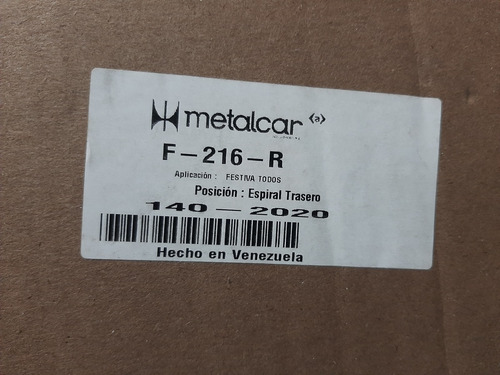 metalcar
F-216-R
Aplicación : FESTIVA TODOS
Posición : Espiral Trasero
140-2020
Hecho en Venezuela